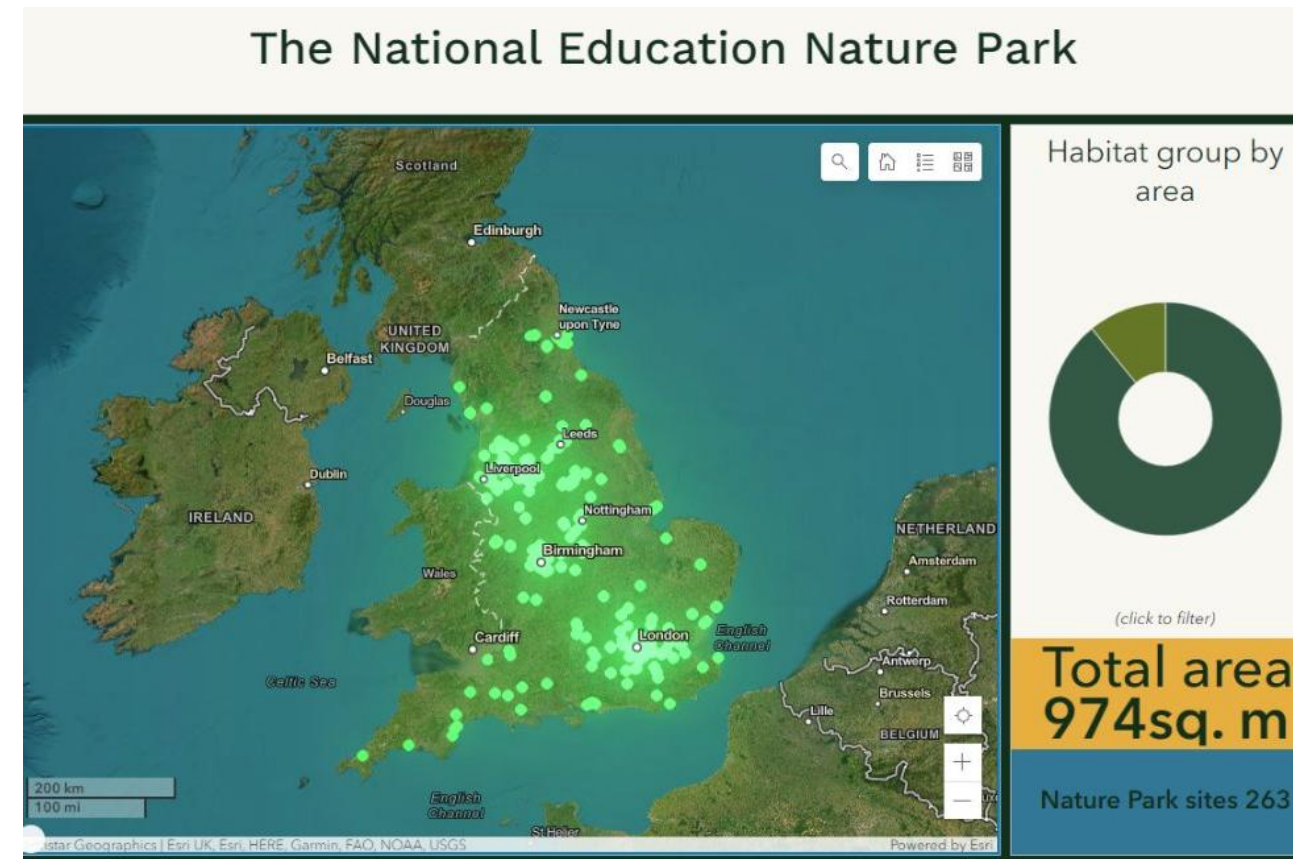 The National Education Nature Park
Scotland
Edinburgh
Newcastle
upon Tyne
UNITED
KINGDOM
Belfast
Douglas
Leeds
Dublin
Liverpool
IRELAND
Nottingham
Birmingham
Wales
NETHERLAND
Amsterdam
Rotterdam
London
English
Channel
Cardiff
Celtic Sea
Antwerp
Brussels
Lille
BELGIUM
200 km
100 mi
English
Channel
St Helier
istar Geographics | Esri UK, Esri, HERE, Garmin, FAO, NOAA, USGS
Powered by Esri
Habitat group by
area
(click to filter)
Total area
974sq. m
Nature Park sites 263